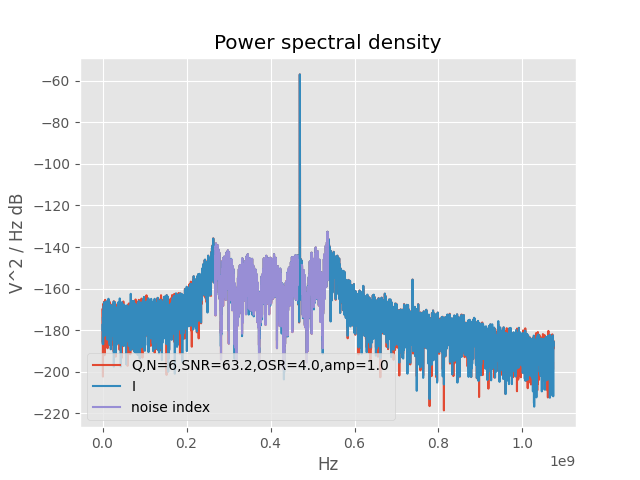 Power spectral density
V^2 / Hz dB
−60
−80
−100
−120
−140
−160
−180
−200
−220
Q,N=6,SNR=63.2,OSR=4.0,amp=1.0
I
noise index
0.0 0.2 0.4 0.6 0.8 1.0
1e9
Hz